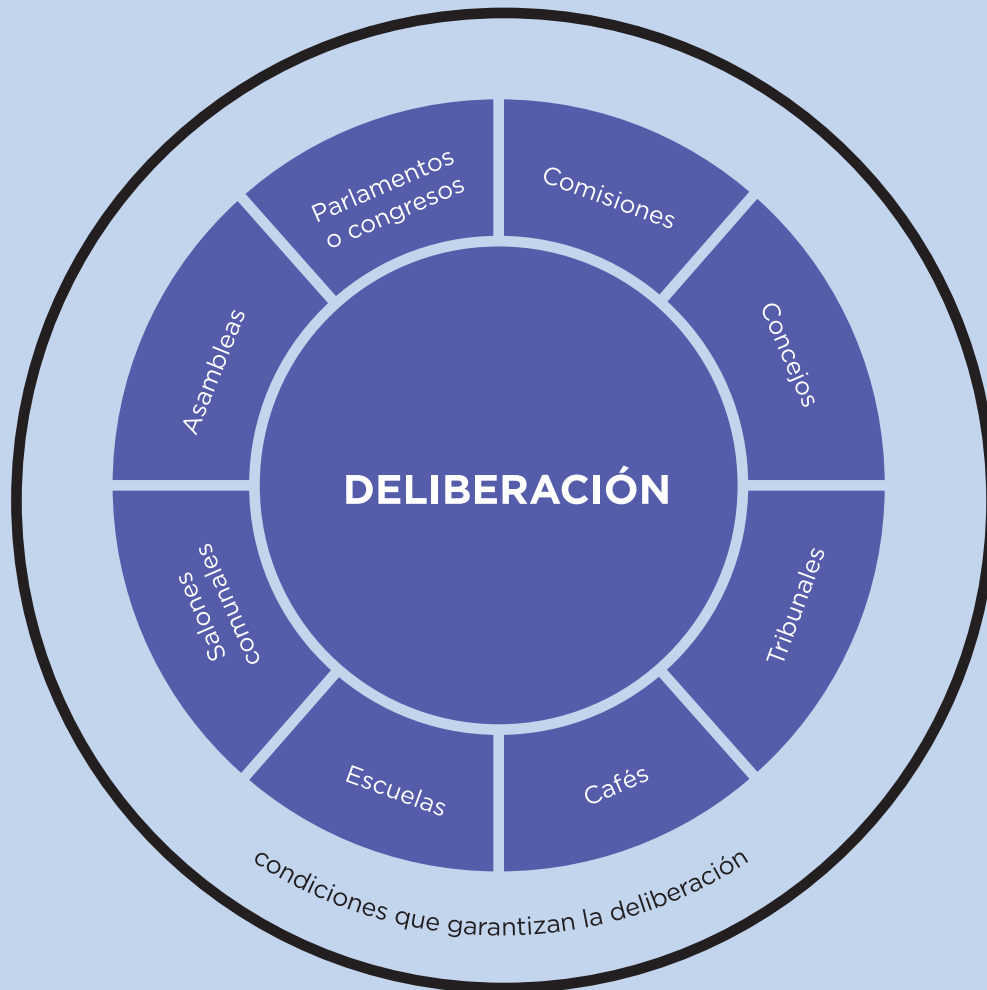 Parlamentos
o congresos
Comisiones
Concejos
Tribunales
Cafés
Escuelas
Salones
comunales
Asambleas
DELIBERACIÓN
condiciones que garantizan la deliberación